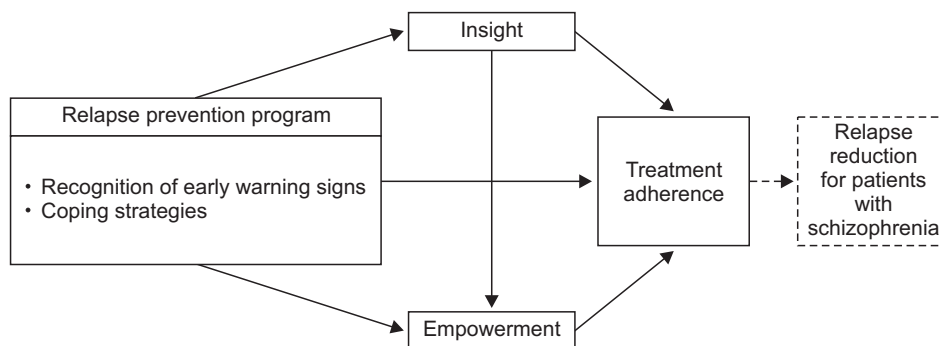 Insight
Relapse prevention program
• Recognition of early warning signs
• Coping strategies
Treatment
adherence
Relapse
reduction
for patients
with
schizophrenia
Empowerment